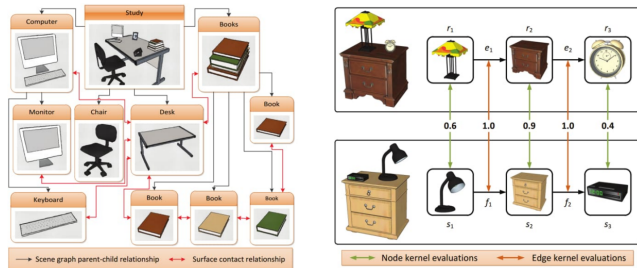 Study
Computer
Books
Book
Monitor
Chair
Desk
Keyboard
Book
Book
Book
Scene graph parent-child relationship
Surface contact relationship
r1
r2
r3
e1
e2
0.6
1.0
0.9
1.0
0.4
s1
f1
s2
f2
s3
Node kernel evaluations
Edge kernel evaluations